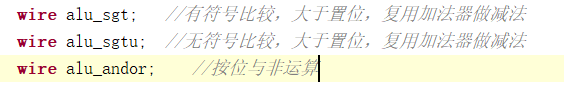 wire alu_sgt;   //有符号比较，大于置位，复用加法器做减法
wire alu_sgtu;  //无符号比较，大于置位，复用加法器做减法
wire alu_andor;    //按位与非运算